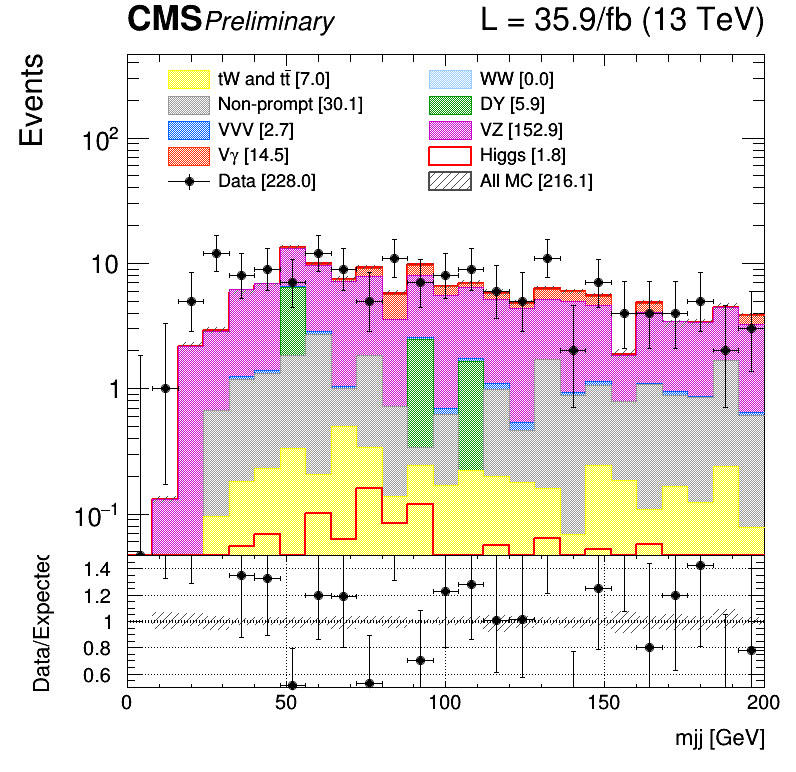 CMS Preliminary L = 35.9/fb (13 TeV)
Events
tW and tt̄ [7.0] WW [0.0]
Non-prompt [30.1] DY [5.9]
VVV [2.7] VZ [152.9]
Vγ [14.5] Higgs [1.8]
Data [228.0] All MC [216.1]
10²
10
1
10⁻¹
Data/Expected
1.4
1.2
1
0.8
0.6
0 50 100 150 200
mjj [GeV]